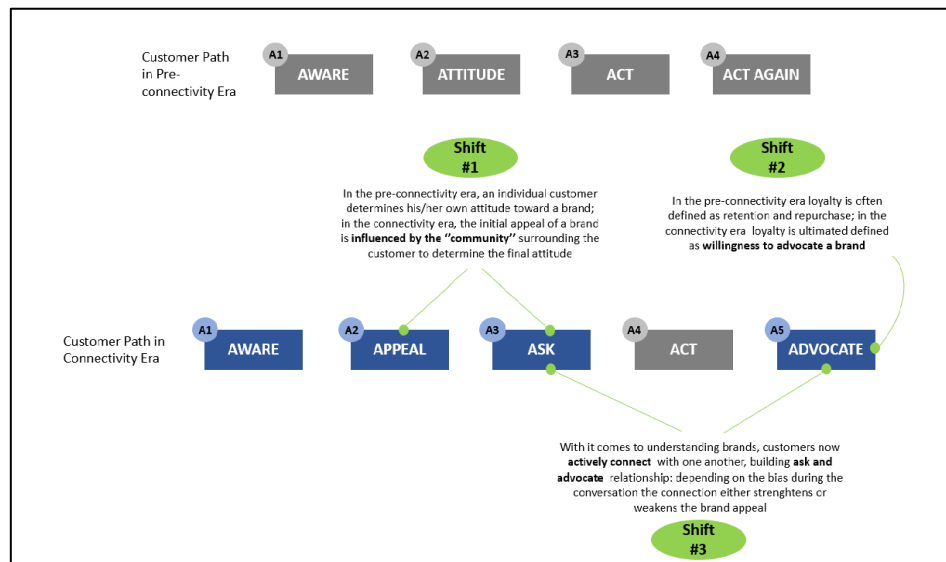 Customer Path
in Pre-
connectivity Era
A1
AWARE
A2
ATTITUDE
A3
ACT
A4
ACT AGAIN
Shift
#1
In the pre-connectivity era, an individual customer
determines his/her own attitude toward a brand;
in the connectivity era, the initial appeal of a brand
is influenced by the ‘‘community’’ surrounding
the customer to determine the final attitude
Shift
#2
In the pre-connectivity era loyalty is often
defined as retention and repurchase; in the
connectivity era loyalty is ultimated defined
as willingness to advocate a brand
Customer Path in
Connectivity Era
A1
AWARE
A2
APPEAL
A3
ASK
A4
ACT
A5
ADVOCATE
With it comes to understanding brands, customers now
actively connect with one another, building ask and
advocate relationship: depending on the bias during the
conversation the connection either strenghtens or
weakens the brand appeal
Shift
#3